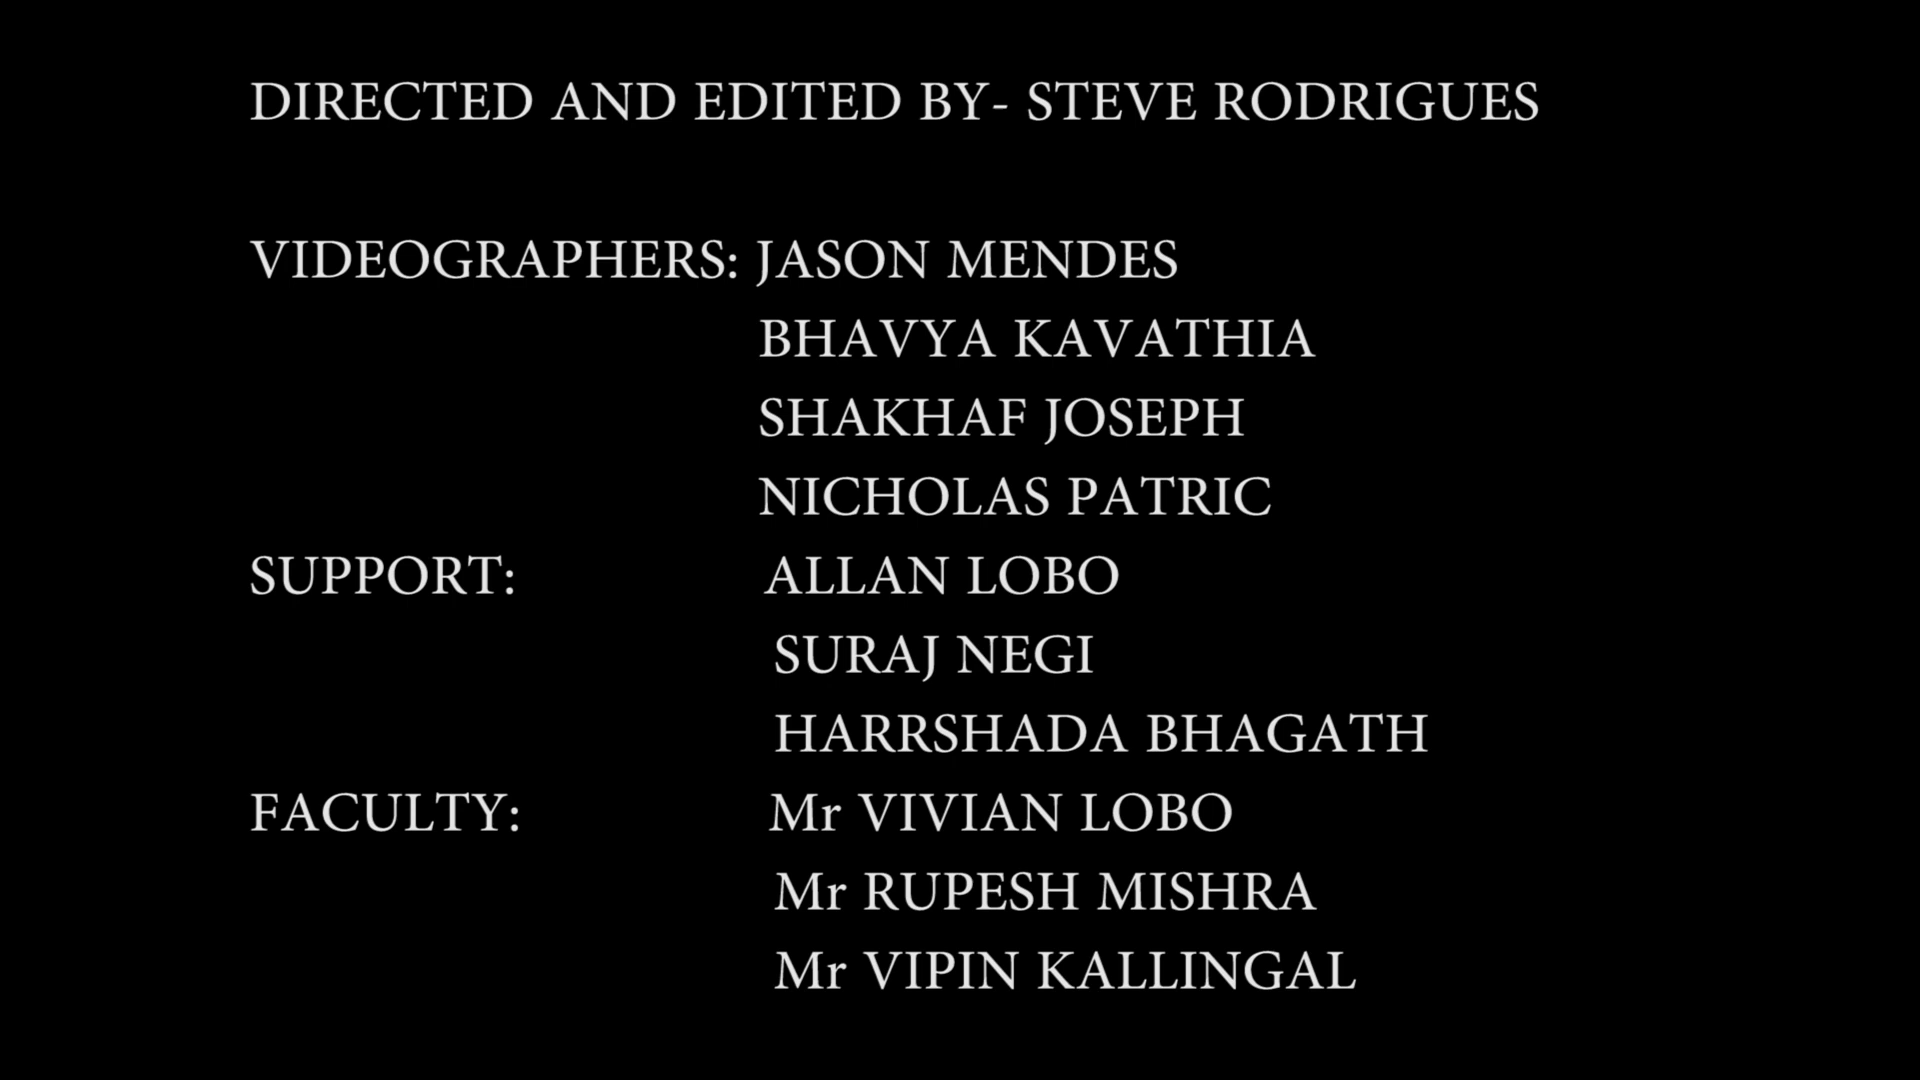 DIRECTED AND EDITED BY- STEVE RODRIGUES
VIDEOGRAPHERS: JASON MENDES
BHAVYA KAVATHIA
SHAKHAF JOSEPH
NICHOLAS PATRIC
SUPPORT: ALLAN LOBO
SURAJ NEGI
HARRSHADA BHAGATH
FACULTY: Mr VIVIAN LOBO
Mr RUPESH MISHRA
Mr VIPIN KALLINGAL